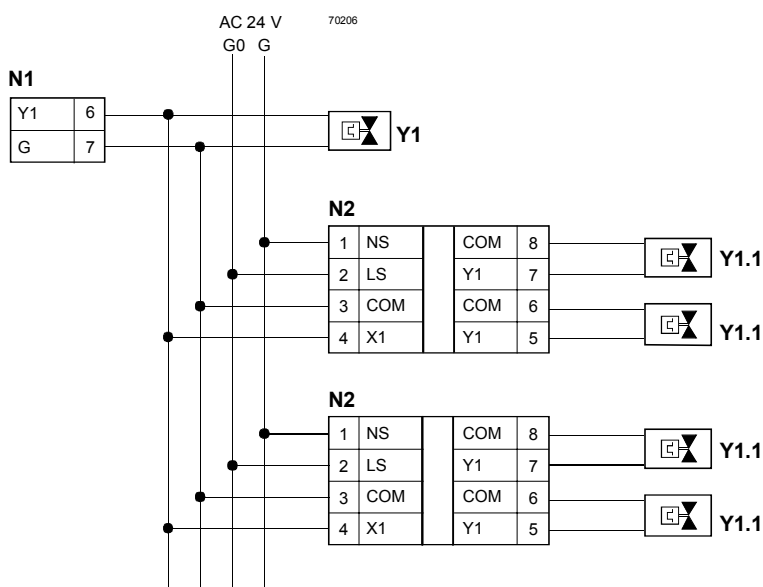 AC 24 V 70206
G0 G
N1
Y1 6
G 7
Y1
N2
1 NS COM 8
2 LS Y1 7
3 COM COM 6
4 X1 Y1 5
Y1.1
Y1.1
N2
1 NS COM 8
2 LS Y1 7
3 COM COM 6
4 X1 Y1 5
Y1.1
Y1.1